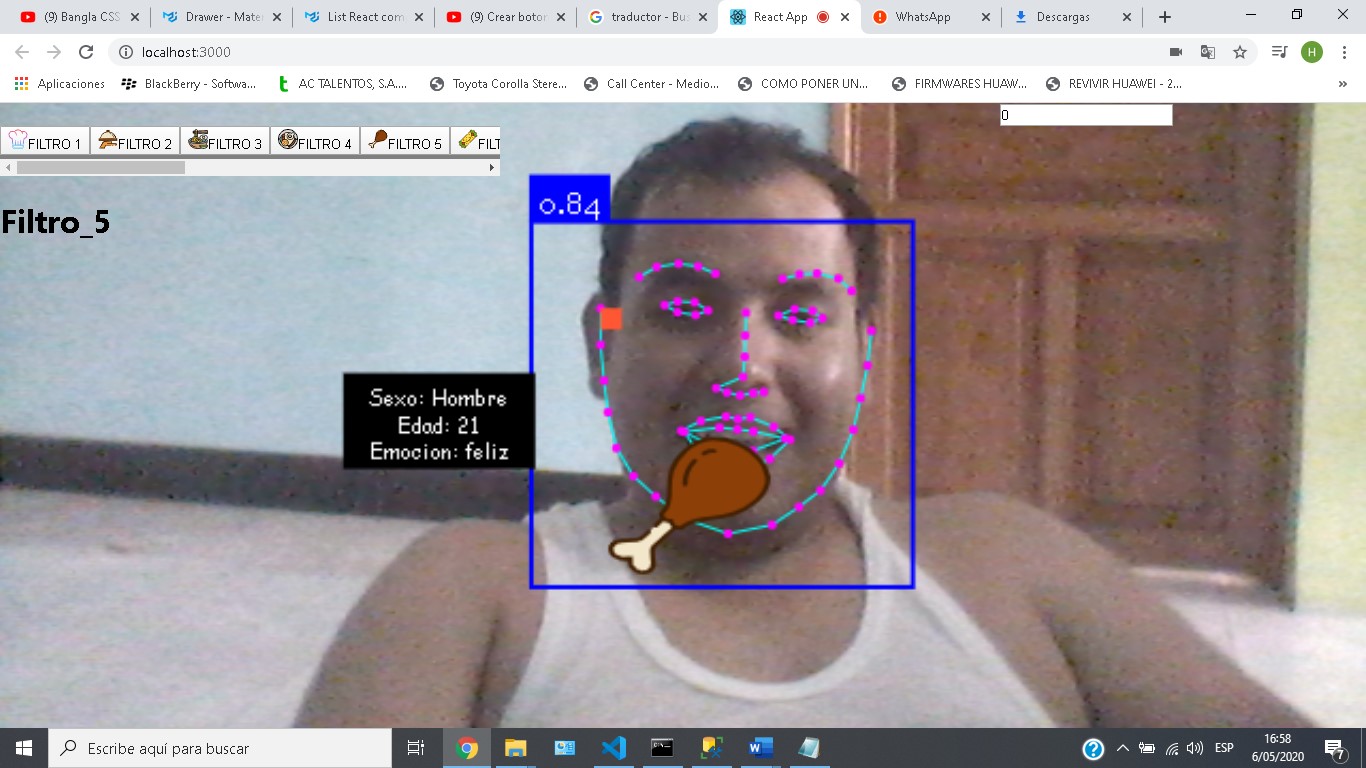 (9) Bangla CSS
Drawer - Mate
List React com
(9) Crear botor
traductor - Bu
React App
WhatsApp
Descargas
localhost:3000
H
Aplicaciones
BlackBerry - Softwa...
AC TALENTOS, S.A....
Toyota Corolla Stere...
Call Center - Medio...
COMO PONER UN...
FIRMWARES HUAW...
REVIVIR HUAWEI - 2...
0
FILTRO 1
FILTRO 2
FILTRO 3
FILTRO 4
FILTRO 5
FILT
Filtro_5
0.84
Sexo: Hombre
Edad: 21
Emocion: feliz
Escribe aquí para buscar
ESP
16:58
6/05/2020
7